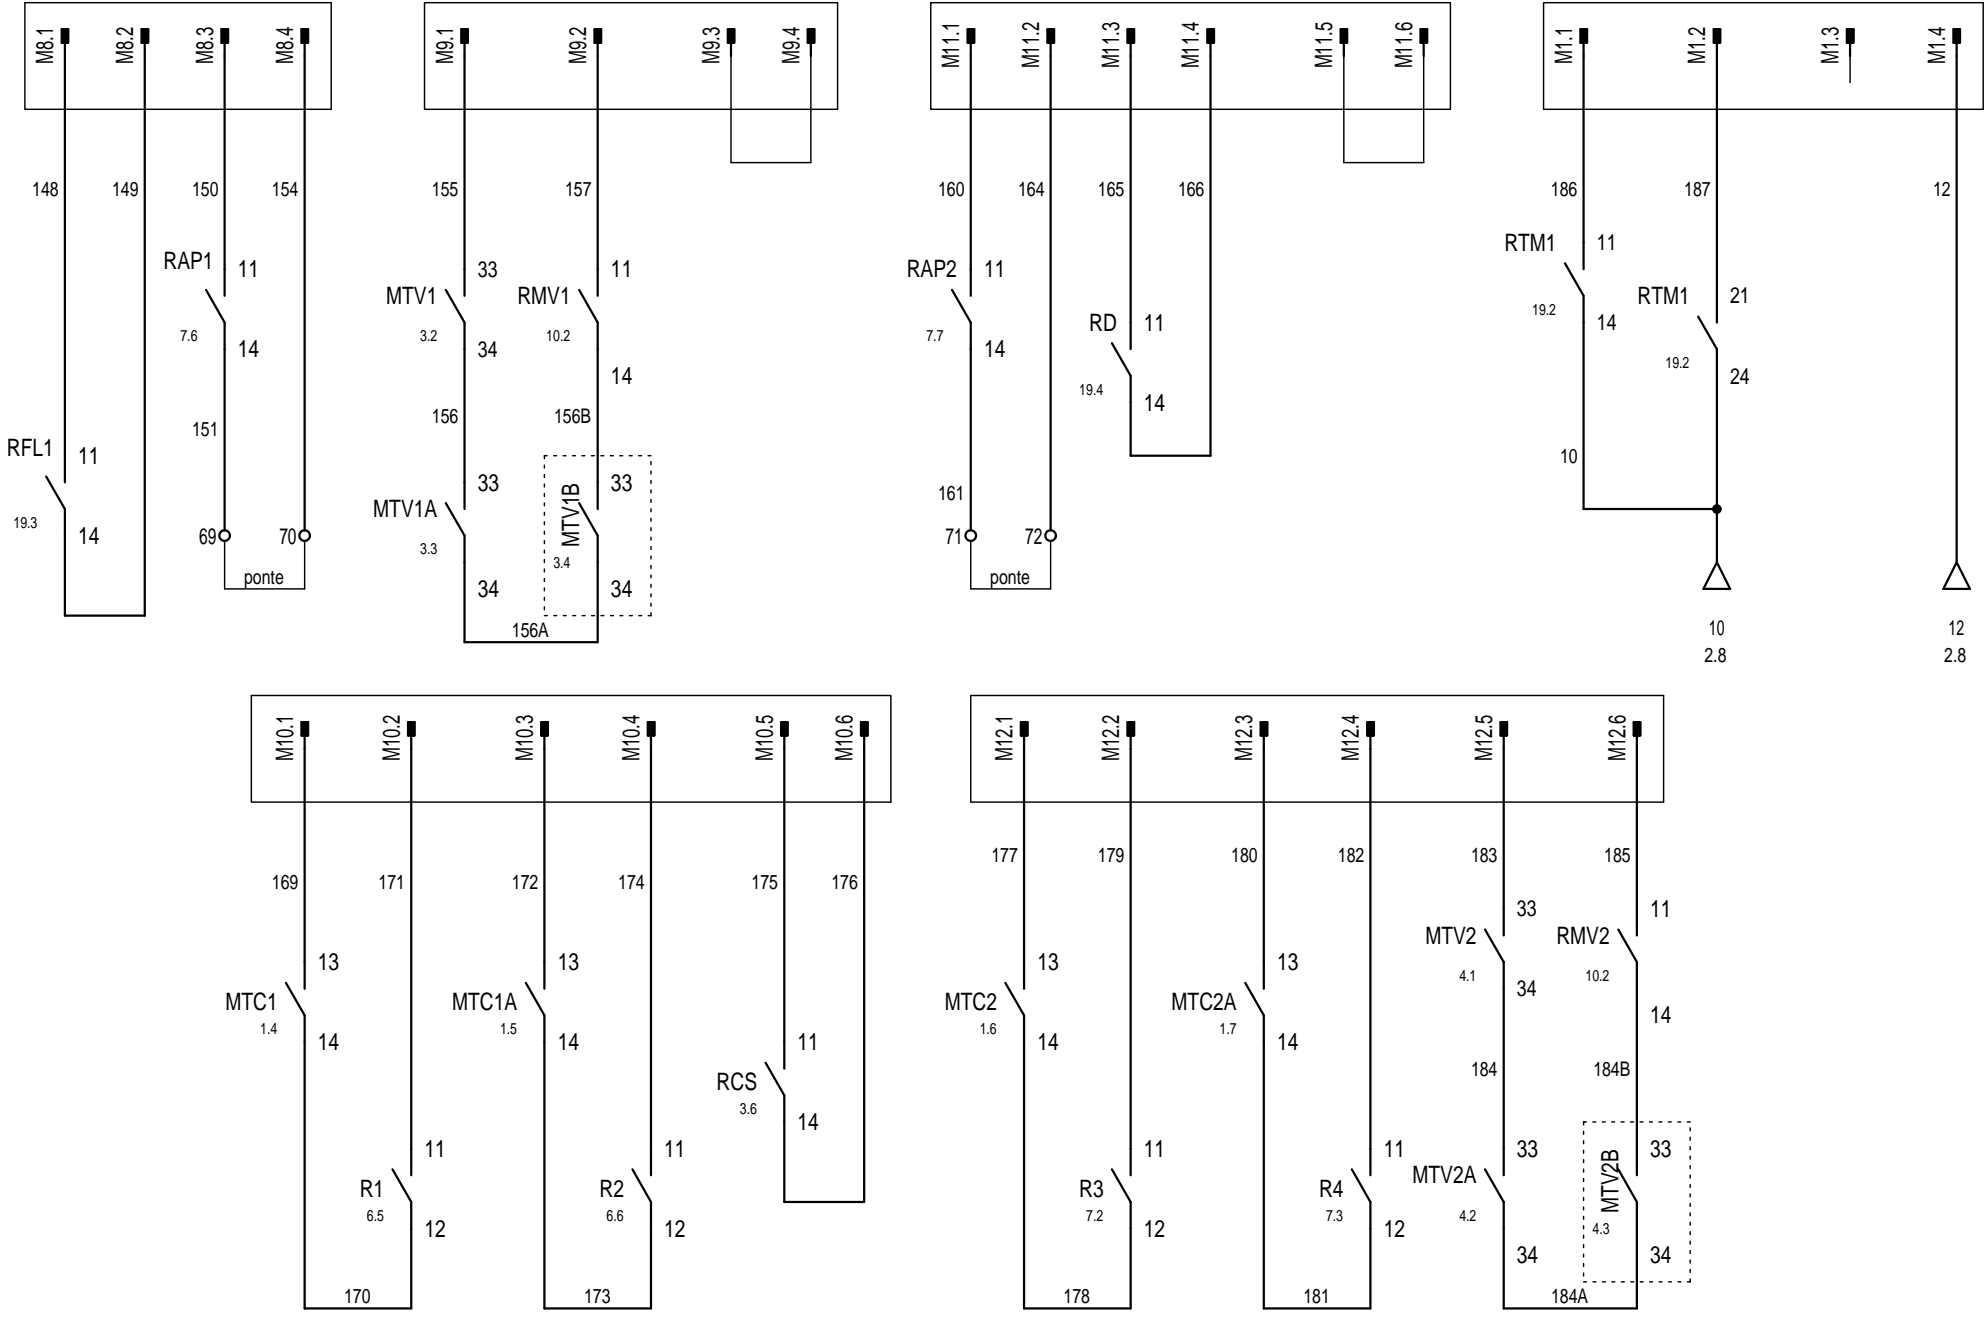 M8.1 M8.2 M8.3 M8.4 M9.1 M9.2 M9.3 M9.4 M11.1 M11.2 M11.3 M11.4 M11.5 M11.6 M1.1 M1.2 M1.3 M1.4
148 149 150 154 155 157 160 164 165 166 186 187 12
RTM1 11
RAP1 11 33 11 RAP2 11
MTV1 RMV1 RTM1 21
19.2 14
7.6 3.2 10.2 7.7 RD 11
14 34 14 19.2
14 19.4 24
14
156 156B
151
RFL1 11 10
33 33
161
MTV1A MTV1B
19.3
14 69 70 71 72
3.3 3.4
ponte ponte
34 34
156A 10 12
2.8 2.8
M10.1 M10.2 M10.3 M10.4 M10.5 M10.6 M12.1 M12.2 M12.3 M12.4 M12.5 M12.6
177 179 180 182 183 185
169 171 172 174 175 176
33 11
MTV2 RMV2
13 13 13 13
4.1 10.2
34
MTC1 MTC1A MTC2 MTC2A
14
1.4 1.5 1.6 1.7
14 14 11 14 14
184 184B
RCS
3.6
14
11 11 11 11 33 33
MTV2A MTV2B
R1 R2 R3 R4
6.5 6.6 7.2 7.3 4.2
12 12 12 12 4.3
34 34
170 173 178 181 184A